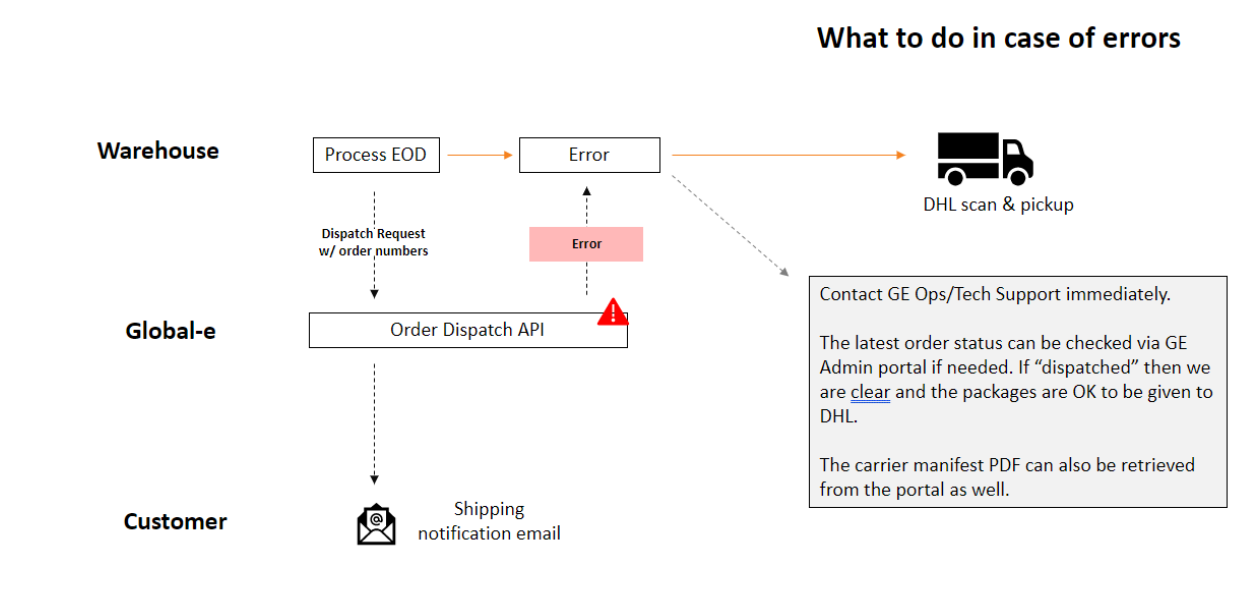 What to do in case of errors
Warehouse
Process EOD
Error
DHL scan & pickup
Dispatch Request
w/ order numbers
Error
Contact GE Ops/Tech Support immediately.
The latest order status can be checked via GE
Admin portal if needed. If “dispatched” then we
are clear and the packages are OK to be given to
DHL.
The carrier manifest PDF can also be retrieved
from the portal as well.
Global-e
Order Dispatch API
Customer
Shipping
notification email